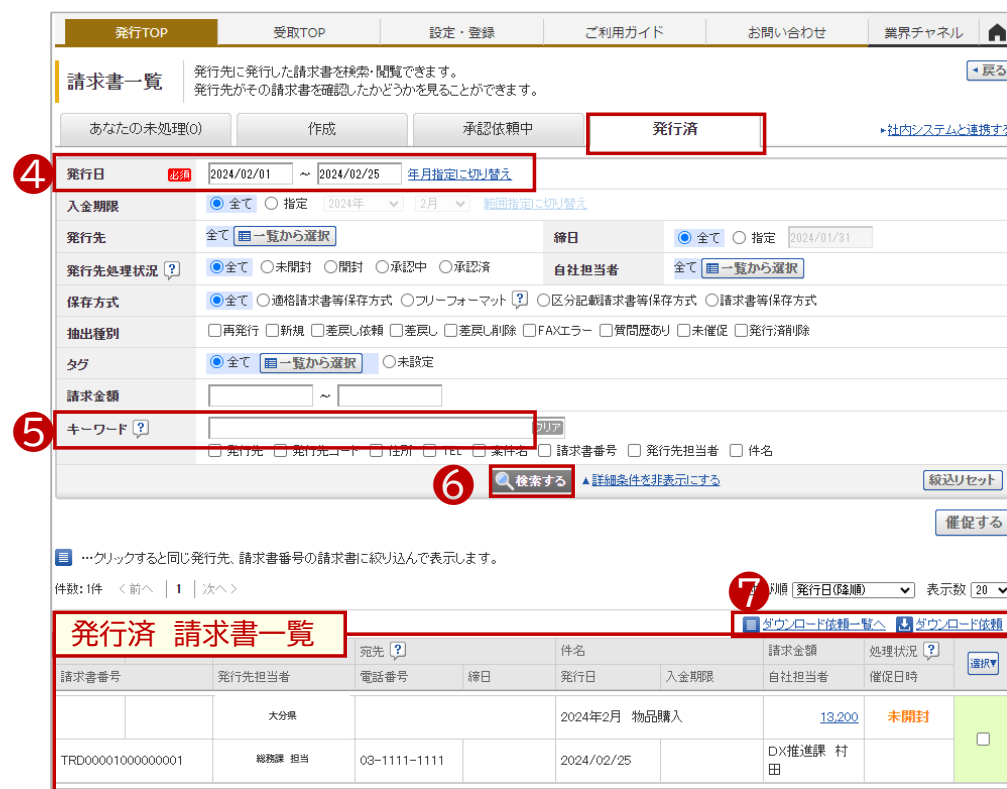 発行TOP 受取TOP 設定・登録 ご利用ガイド お問い合わせ 業界チャネル
請求書一覧 発行先に発行した請求書を検索・閲覧できます。 戻る
発行先がその請求書を確認したかどうかを見ることができます。
あなたの未処理(0) 作成 承認依頼中 発行済 社内システムと連携する
4 発行日 必須 2024/02/01 ~ 2024/02/25 年月指定に切り替え
入金期限 全て 指定 2024年 2月 範囲指定に切り替え
発行先 全て 一覧から選択 締日 全て 指定 2024/01/31
発行先処理状況 ? 全て 未開封 開封 承認中 承認済 自社担当者 全て 一覧から選択
保存方式 全て 適格請求書等保存方式 フリーフォーマット ? 区分記載請求書等保存方式 請求書等保存方式
抽出種別 再発行 新規 差戻し依頼 差戻し 差戻し削除 FAXエラー 質問歴あり 未催促 発行済削除
タグ 全て 一覧から選択 未設定
請求金額 ~
5 キーワード ? クリア
発行先 発行先コード 住所 TEL 案件名 請求書番号 発行先担当者 件名
6 検索する ▲詳細条件を非表示にする 絞込リセット
催促する
…クリックすると同じ発行先、請求書番号の請求書に絞り込んで表示します。
件数:1件 <前へ 1 次へ> 7 順 発行日(降順) 表示数 20
ダウンロード依頼一覧へ ダウンロード依頼
発行済 請求書一覧 宛先 ? 件名 請求金額 処理状況 ? 選択▼
請求書番号 発行先担当者 電話番号 締日 発行日 入金期限 自社担当者 催促日時
大分県 2024年2月 物品購入 13,200 未開封
TRD00001000000001 総務課 担当 03-1111-1111 2024/02/25 DX推進課 村田